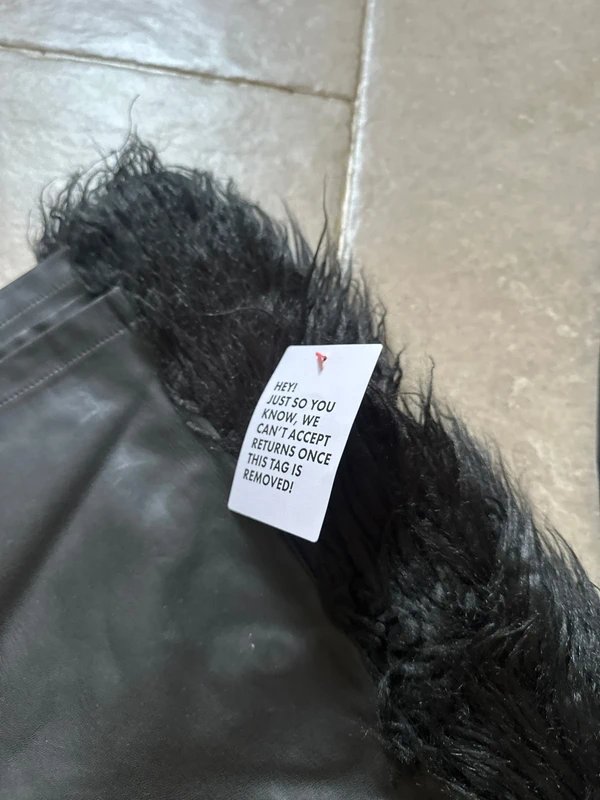 HEY!
JUST SO YOU
KNOW, WE
CAN'T ACCEPT
RETURNS ONCE
THIS TAG IS
REMOVED!